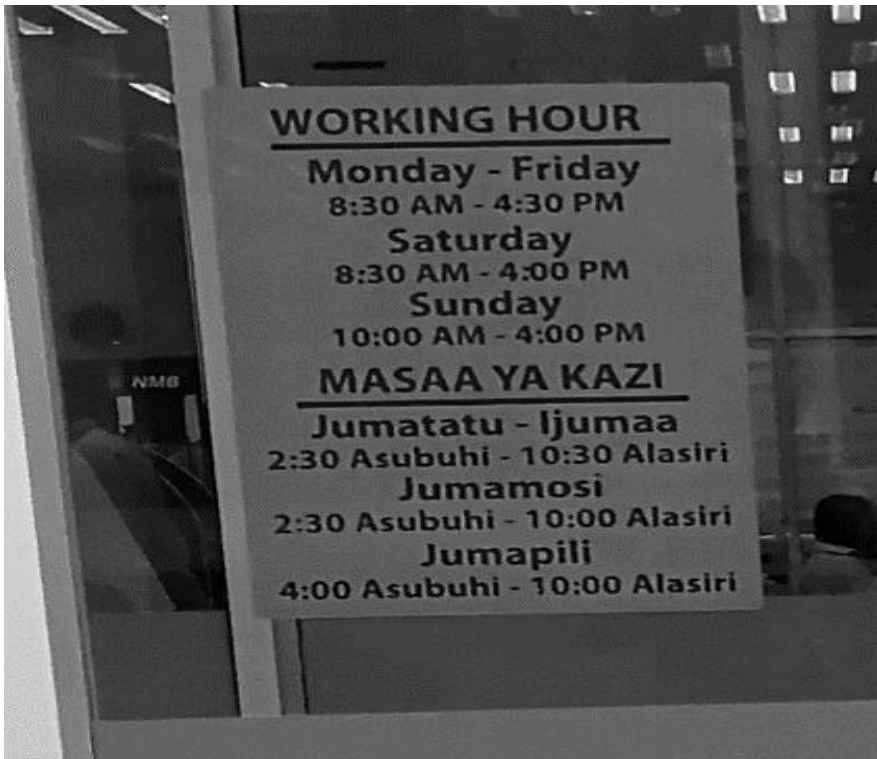 WORKING HOUR
Monday - Friday
8:30 AM - 4:30 PM
Saturday
8:30 AM - 4:00 PM
Sunday
10:00 AM - 4:00 PM
MASAA YA KAZI
Jumatatu - Ijumaa
2:30 Asubuhi - 10:30 Alasiri
Jumamosi
2:30 Asubuhi - 10:00 Alasiri
Jumapili
4:00 Asubuhi - 10:00 Alasiri
NMB